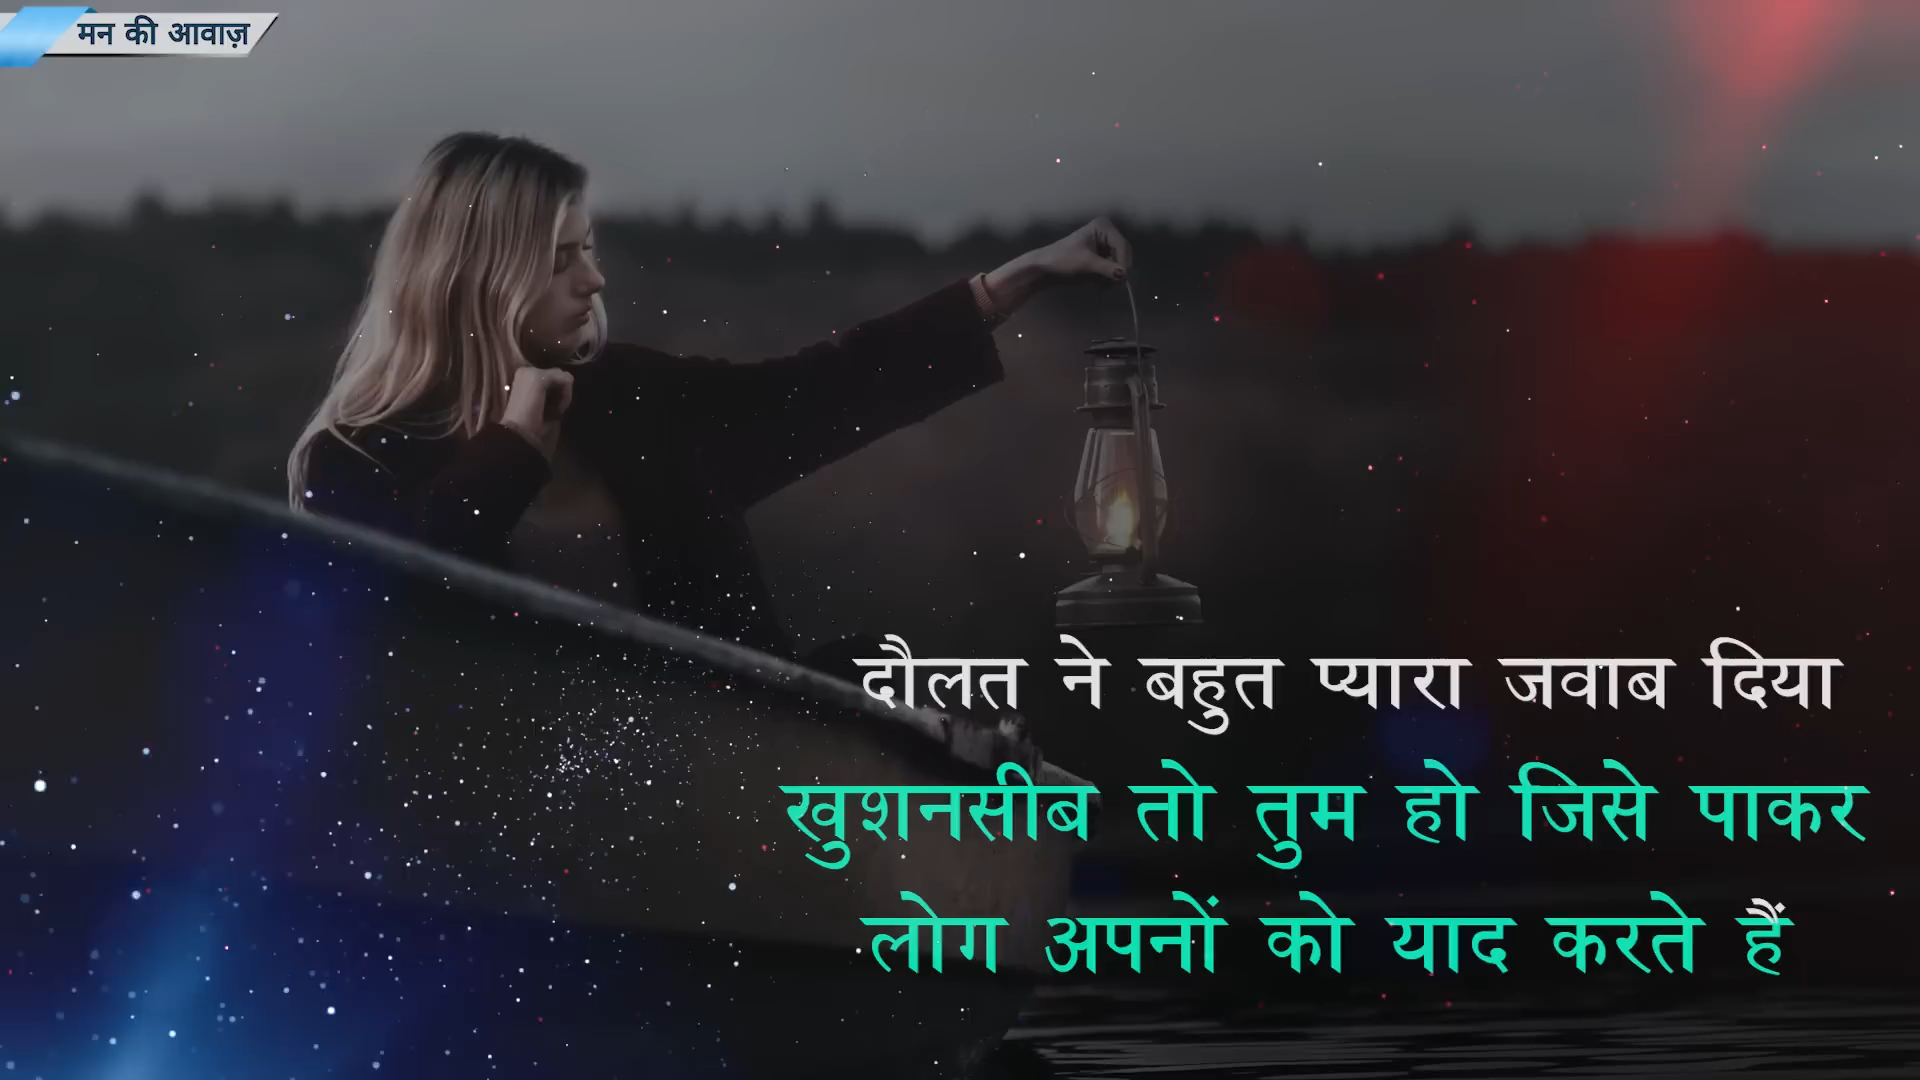 मन की आवाज़
दौलत ने बहुत प्यारा जवाब दिया
खुशनसीब तो तुम हो जिसे पाकर
लोग अपनों को याद करते हैं